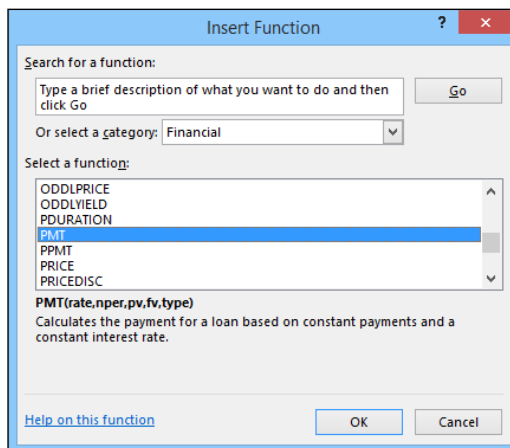 Insert Function
?
×
Search for a function:
Type a brief description of what you want to do and then
click Go
Go
Or select a category: Financial
Select a function:
ODDLPRICE
ODDLYIELD
PDURATION
PMT
PPMT
PRICE
PRICEDISC
PMT(rate,nper,pv,fv,type)
Calculates the payment for a loan based on constant payments and a
constant interest rate.
Help on this function
OK
Cancel